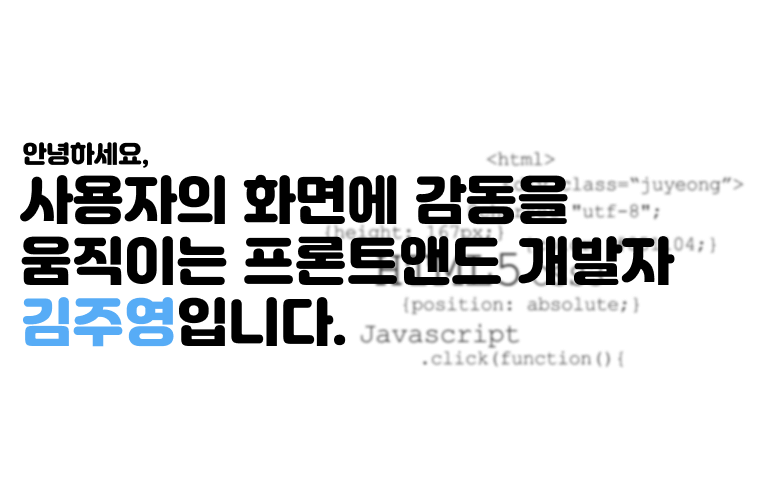 안녕하세요,
사용자의 화면에 감동을
움직이는 프론트앤드 개발자
김주영입니다.
<html>
class="juyeong">
"utf-8";
{height: 167px;}
04;}
HTML5
{position: absolute;}
Javascript
.click(function(){